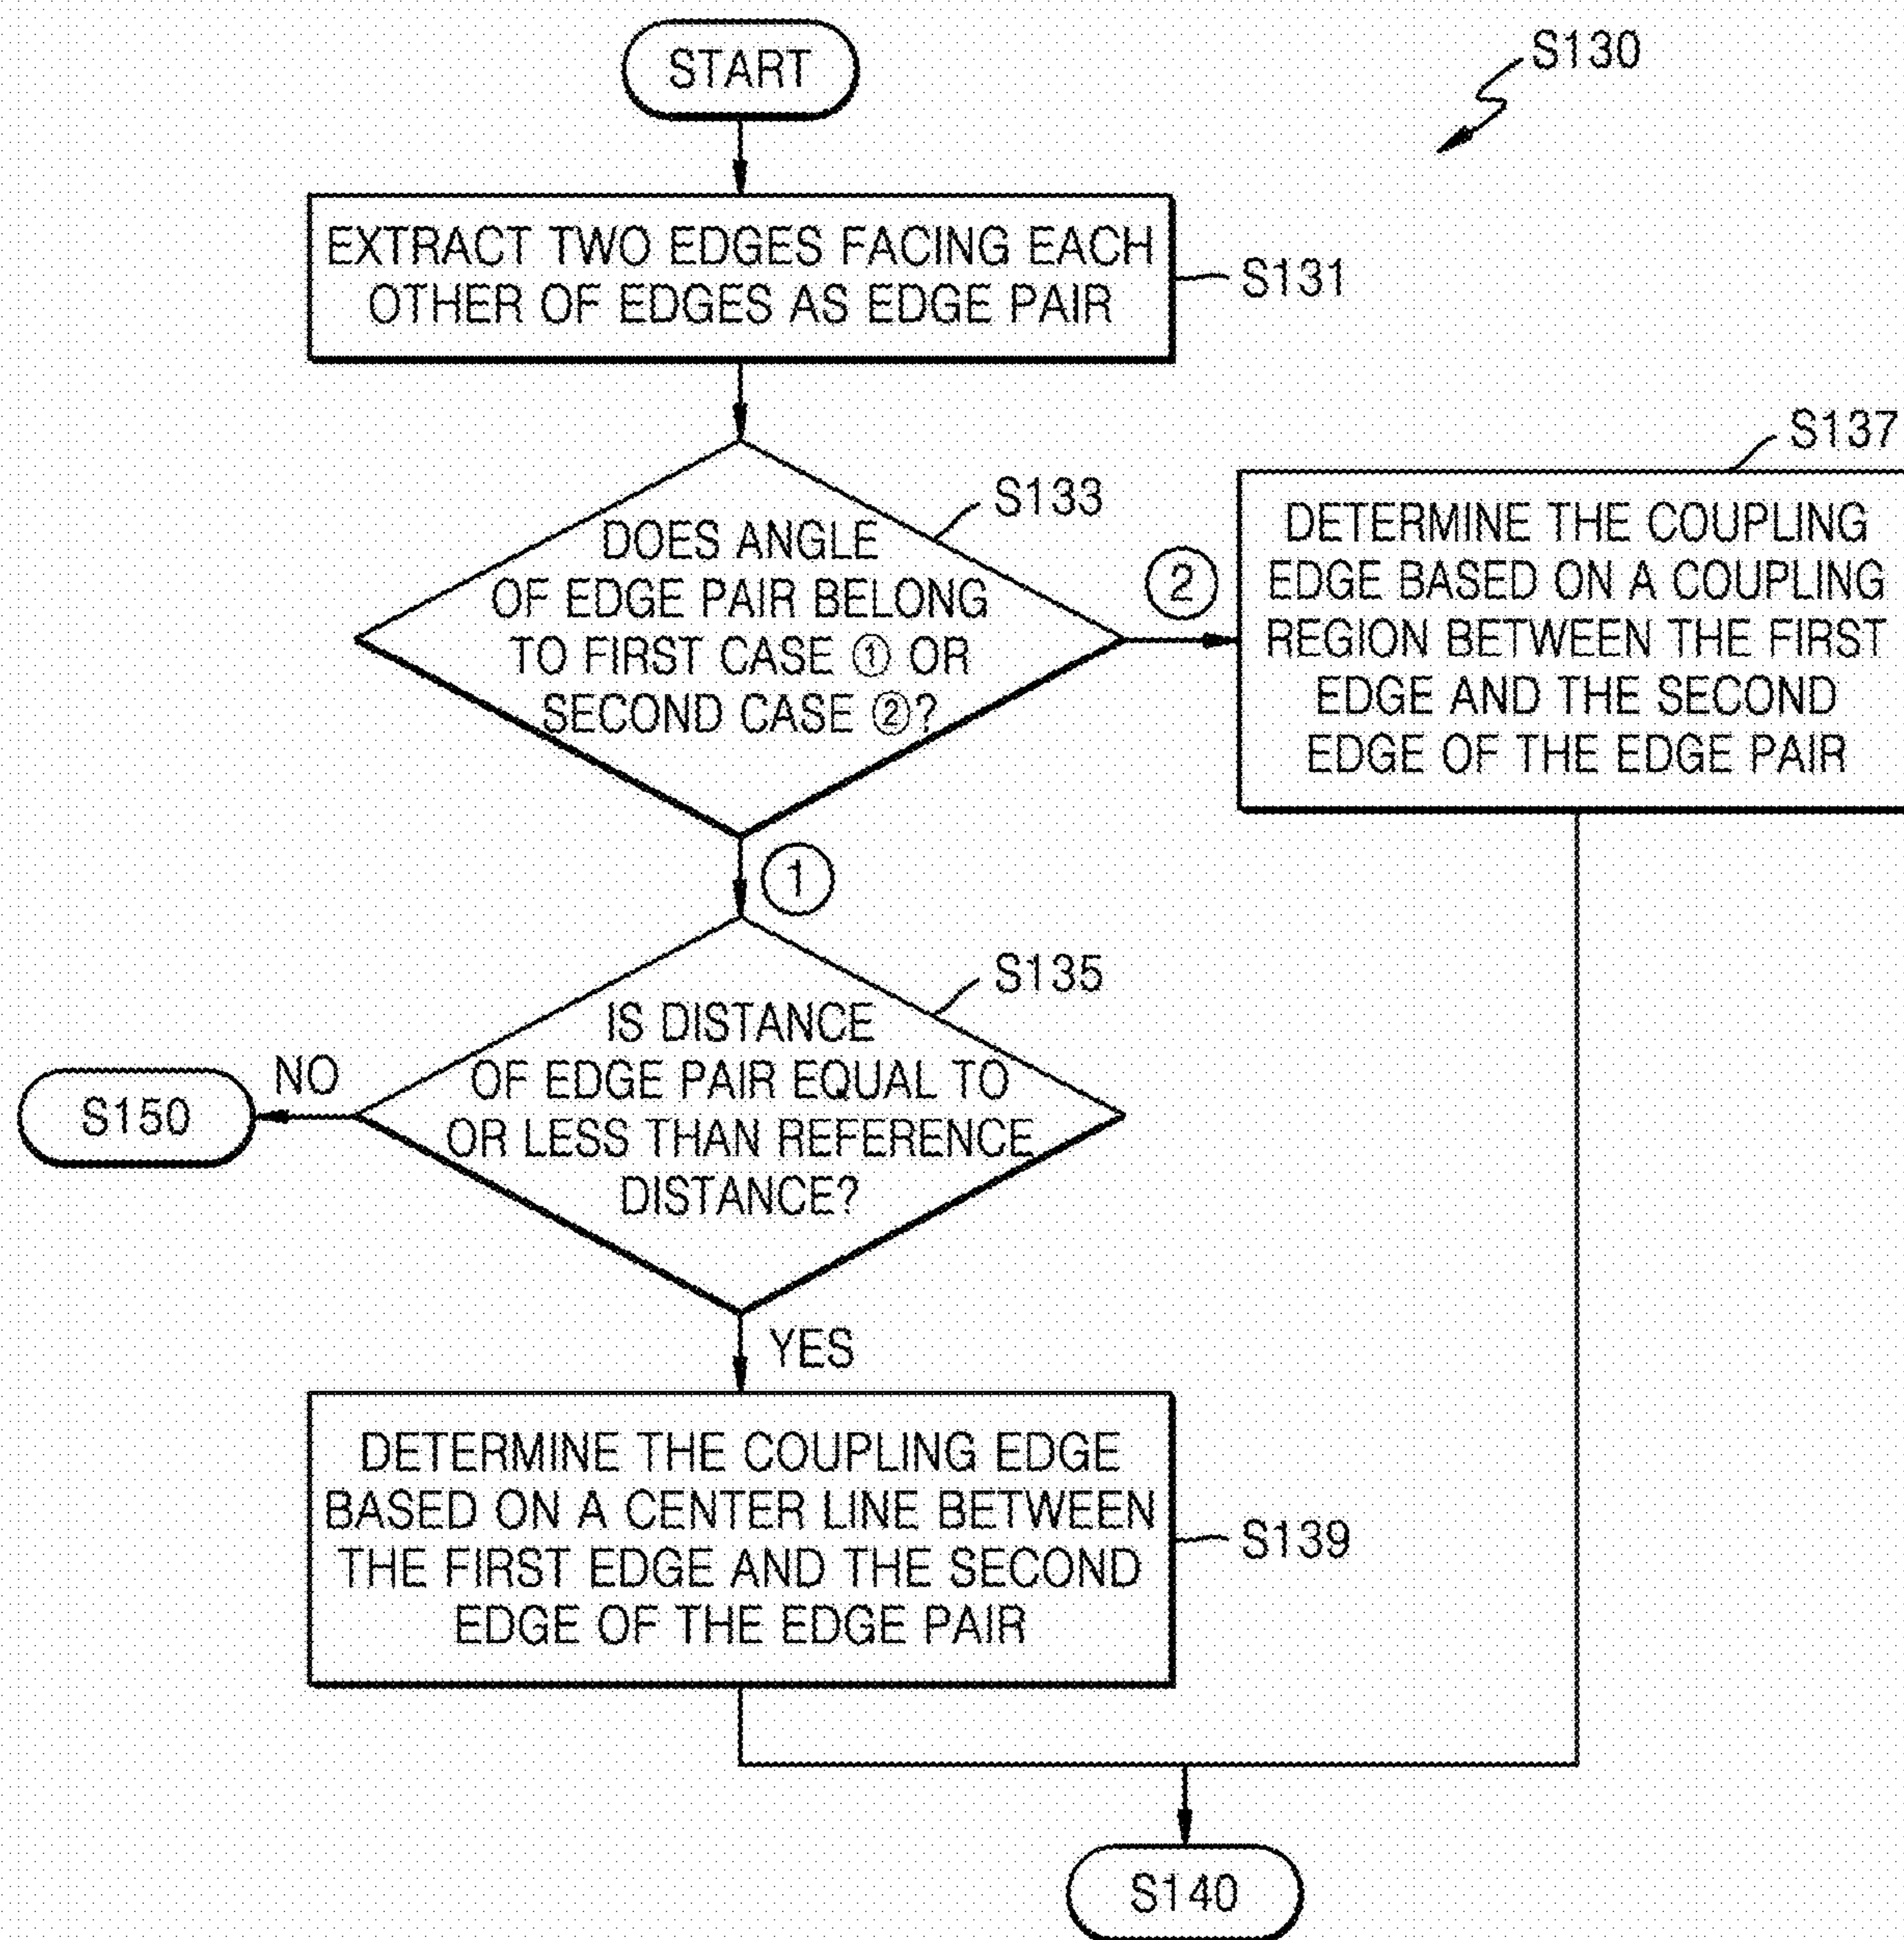 START
S130
EXTRACT TWO EDGES FACING EACH
OTHER OF EDGES AS EDGE PAIR
S131
S133
DOES ANGLE
OF EDGE PAIR BELONG
TO FIRST CASE ① OR
SECOND CASE ②?
②
S137
DETERMINE THE COUPLING
EDGE BASED ON A COUPLING
REGION BETWEEN THE FIRST
EDGE AND THE SECOND
EDGE OF THE EDGE PAIR
①
S135
IS DISTANCE
OF EDGE PAIR EQUAL TO
OR LESS THAN REFERENCE
DISTANCE?
NO
S150
YES
DETERMINE THE COUPLING EDGE
BASED ON A CENTER LINE BETWEEN
THE FIRST EDGE AND THE SECOND
EDGE OF THE EDGE PAIR
S139
S140